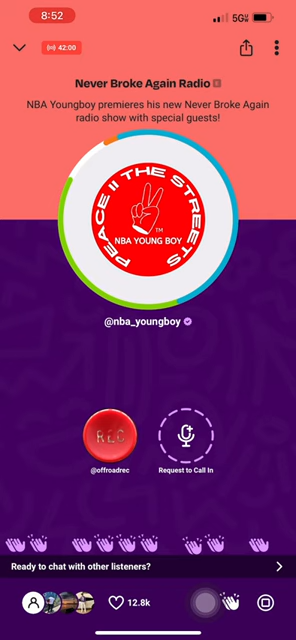 8:52
5G
42:00
Never Broke Again Radio E
NBA Youngboy premieres his new Never Broke Again
radio show with special guests!
PEACE II THE STREETS
TM
NBA YOUNG BOY
@nba_youngboy
REC
@offroadrec
Request to Call In
Ready to chat with other listeners?
12.8k